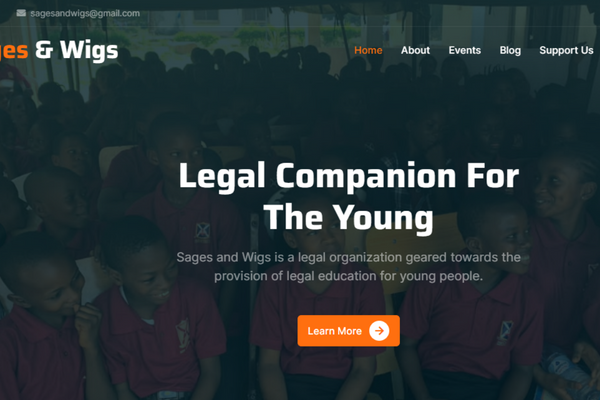 sagesandwigs@gmail.com
ges & Wigs
Home About Events Blog Support Us
Legal Companion For
The Young
Sages and Wigs is a legal organization geared towards the
provision of legal education for young people.
Learn More